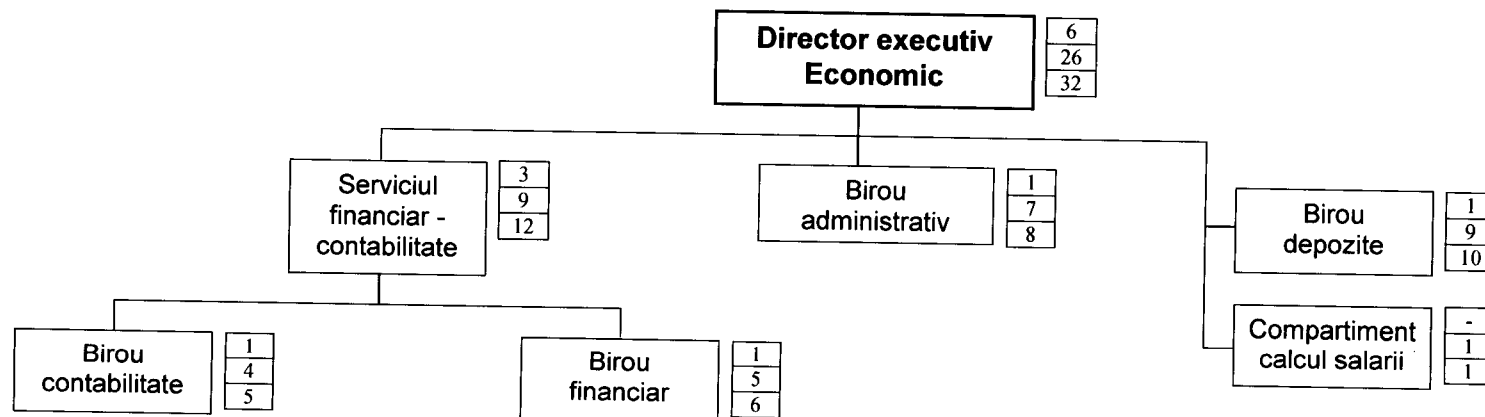 Director executiv
Economic
6
26
32
Serviciul
financiar -
contabilitate
3
9
12
Birou
administrativ
1
7
8
Birou
depozite
1
9
10
Birou
contabilitate
1
4
5
Birou
financiar
1
5
6
Compartiment
calcul salarii
-
1
1